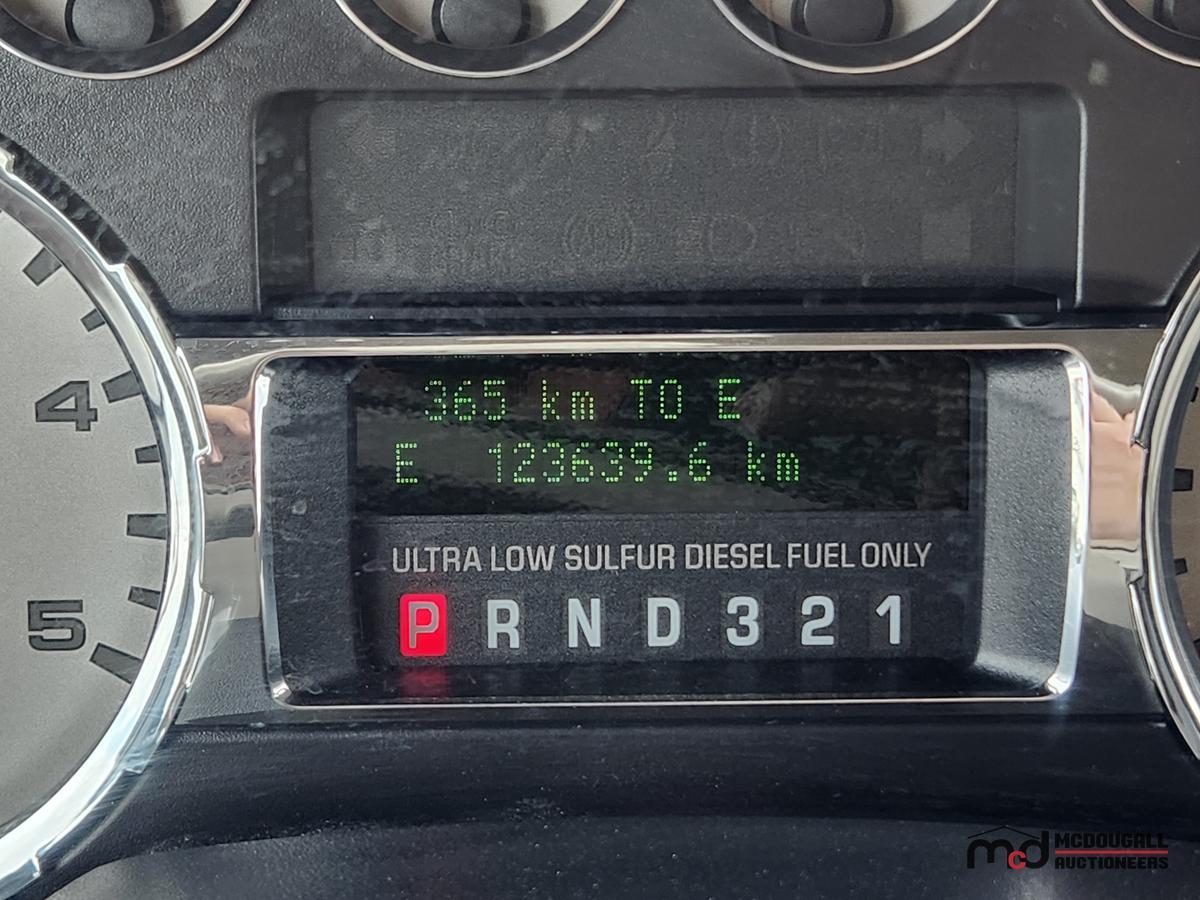 4
5
365 km TO E
E 123639.6 km
ULTRA LOW SULFUR DIESEL FUEL ONLY
P R N D 3 2 1
mcd MCDOUGALL
AUCTIONEERS